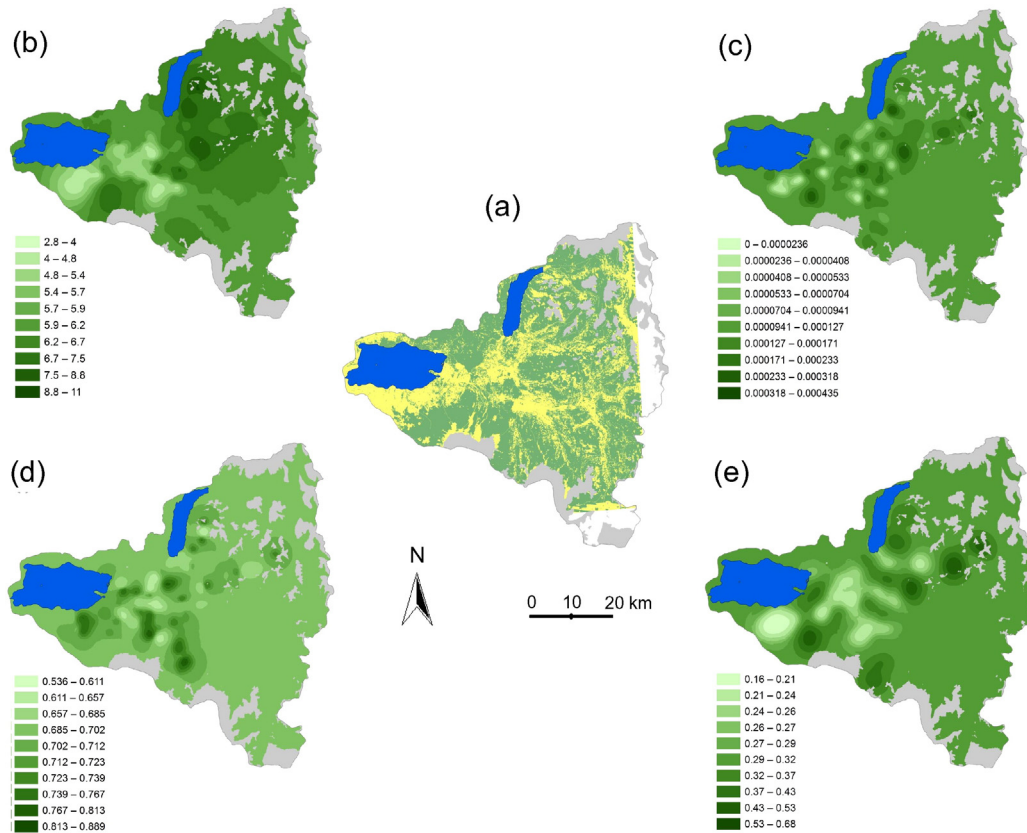 (b)
(c)
(a)
2.8 – 4
4 – 4.8
4.8 – 5.4
5.4 – 5.7
5.7 – 5.9
5.9 – 6.2
6.2 – 6.7
6.7 – 7.5
7.5 – 8.8
8.8 – 11
0 – 0.0000236
0.0000236 – 0.0000408
0.0000408 – 0.0000533
0.0000533 – 0.0000704
0.0000704 – 0.0000941
0.0000941 – 0.000127
0.000127 – 0.000171
0.000171 – 0.000233
0.000233 – 0.000318
0.000318 – 0.000435
(d)
(e)
N
0 10 20 km
0.536 – 0.611
0.611 – 0.657
0.657 – 0.685
0.685 – 0.702
0.702 – 0.712
0.712 – 0.723
0.723 – 0.739
0.739 – 0.767
0.767 – 0.813
0.813 – 0.889
0.16 – 0.21
0.21 – 0.24
0.24 – 0.26
0.26 – 0.27
0.27 – 0.29
0.29 – 0.32
0.32 – 0.37
0.37 – 0.43
0.43 – 0.53
0.53 – 0.68